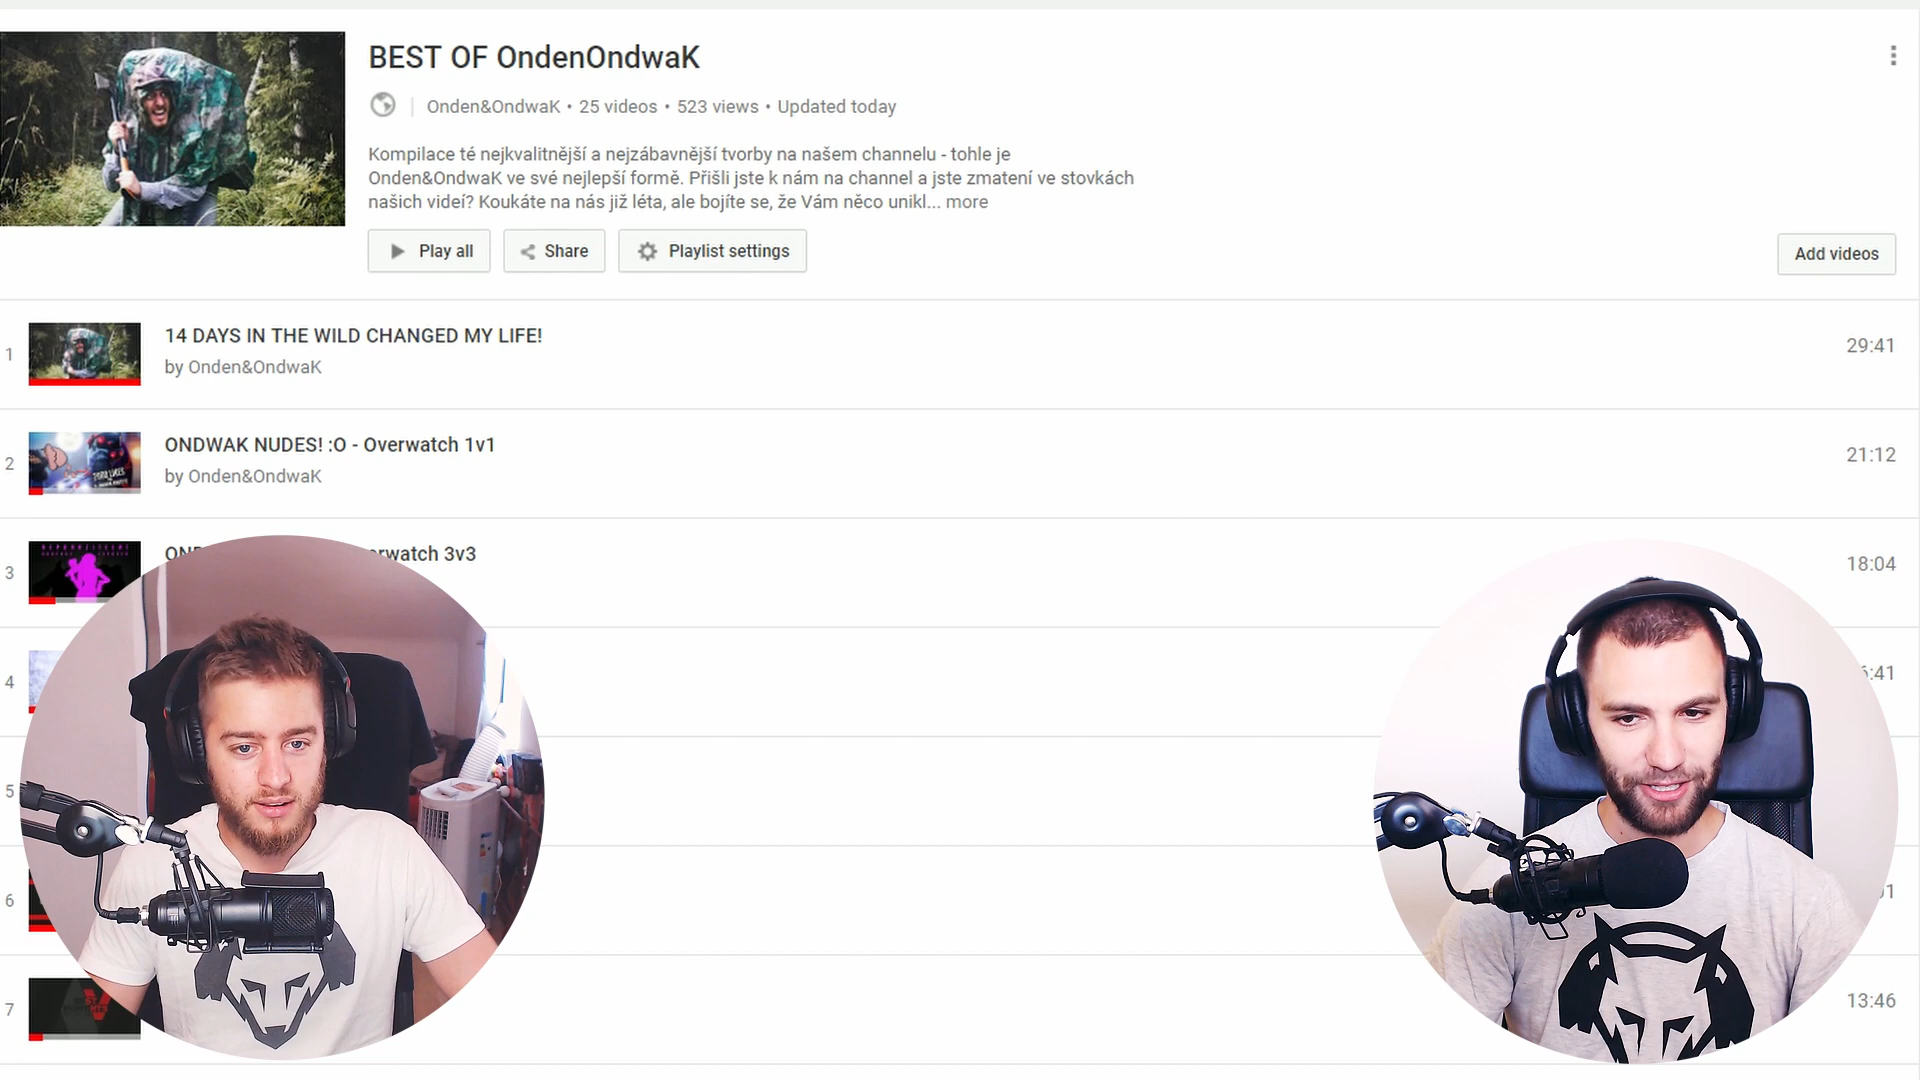 BEST OF OndenOndwaK
Onden&OndwaK • 25 videos • 523 views • Updated today
Kompilace té nejkvalitnější a nejzábavnější tvorby na našem channelu - tohle je
Onden&OndwaK ve své nejlepší formě. Přišli jste k nám na channel a jste zmatení ve stovkách
našich videí? Koukáte na nás již léta, ale bojíte se, že Vám něco unikl... more
Play all
Share
Playlist settings
Add videos
1
14 DAYS IN THE WILD CHANGED MY LIFE!
29:41
by Onden&OndwaK
2
ONDWAK NUDES! :O - Overwatch 1v1
21:12
by Onden&OndwaK
3
3v3
18:04
4
5
6
7
13:46